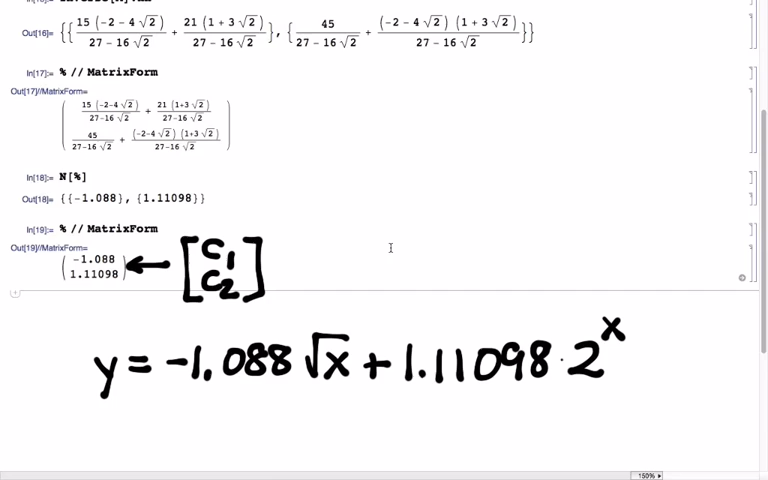 Out[16]= {{15 (-2-4 √2)/27-16 √2 + 21 (1+3 √2)/27-16 √2}, {45/27-16 √2 + (-2-4 √2) (1+3 √2)/27-16 √2}}
In[17]:= % // MatrixForm
Out[17]//MatrixForm=
( 15 (-2-4 √2)/27-16 √2 + 21 (1+3 √2)/27-16 √2
45/27-16 √2 + (-2-4 √2) (1+3 √2)/27-16 √2 )
In[18]:= N[%]
Out[18]= {{-1.088}, {1.11098}}
In[19]:= % // MatrixForm
Out[19]//MatrixForm=
( -1.088
1.11098 ) ← [ C1
C2 ]
y = -1.088 √x + 1.11098 · 2^x
150% ▸